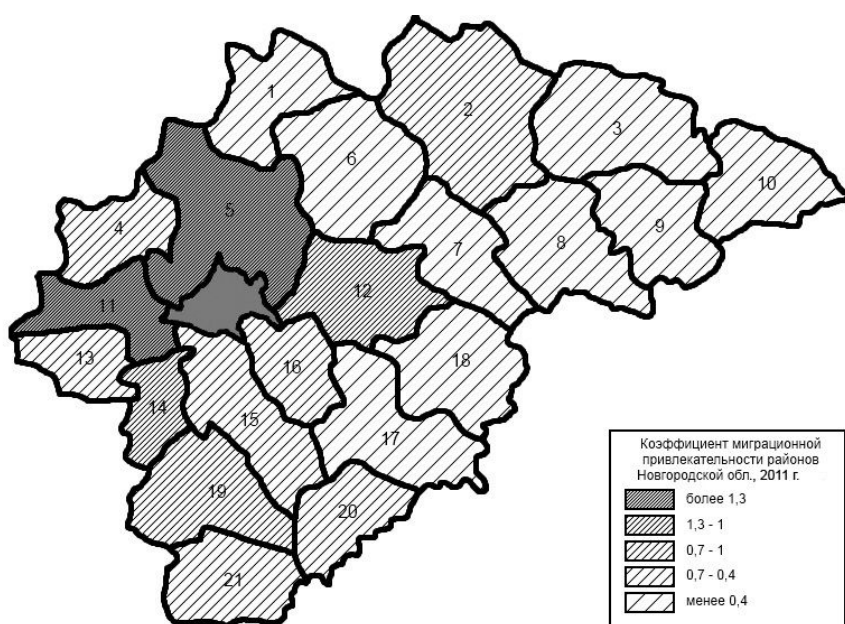 1
2
3
6
10
4
5
9
7
8
12
11
13
16
18
14
15
17
19
20
21
Коэффициент миграционной
привлекательности районов
Новгородской обл., 2011 г.
более 1,3
1,3 - 1
0,7 - 1
0,7 - 0,4
менее 0,4